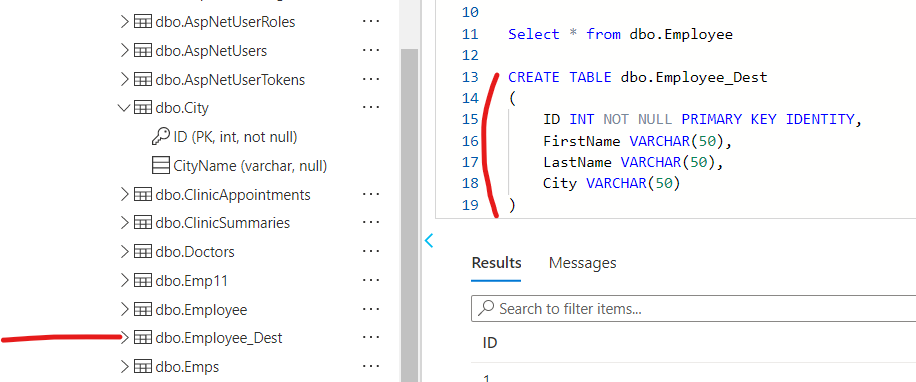 dbo.AspNetUserRoles ...
dbo.AspNetUsers ...
dbo.AspNetUserTokens ...
dbo.City ...
ID (PK, int, not null)
CityName (varchar, null)
dbo.ClinicAppointments ...
dbo.ClinicSummaries ...
dbo.Doctors ...
dbo.Emp11 ...
dbo.Employee ...
dbo.Employee_Dest ...
dbo.Emps ...
10
11 Select * from dbo.Employee
12
13 CREATE TABLE dbo.Employee_Dest
14 (
15 ID INT NOT NULL PRIMARY KEY IDENTITY,
16 FirstName VARCHAR(50),
17 LastName VARCHAR(50),
18 City VARCHAR(50)
19 )
Results Messages
Search to filter items...
ID
1